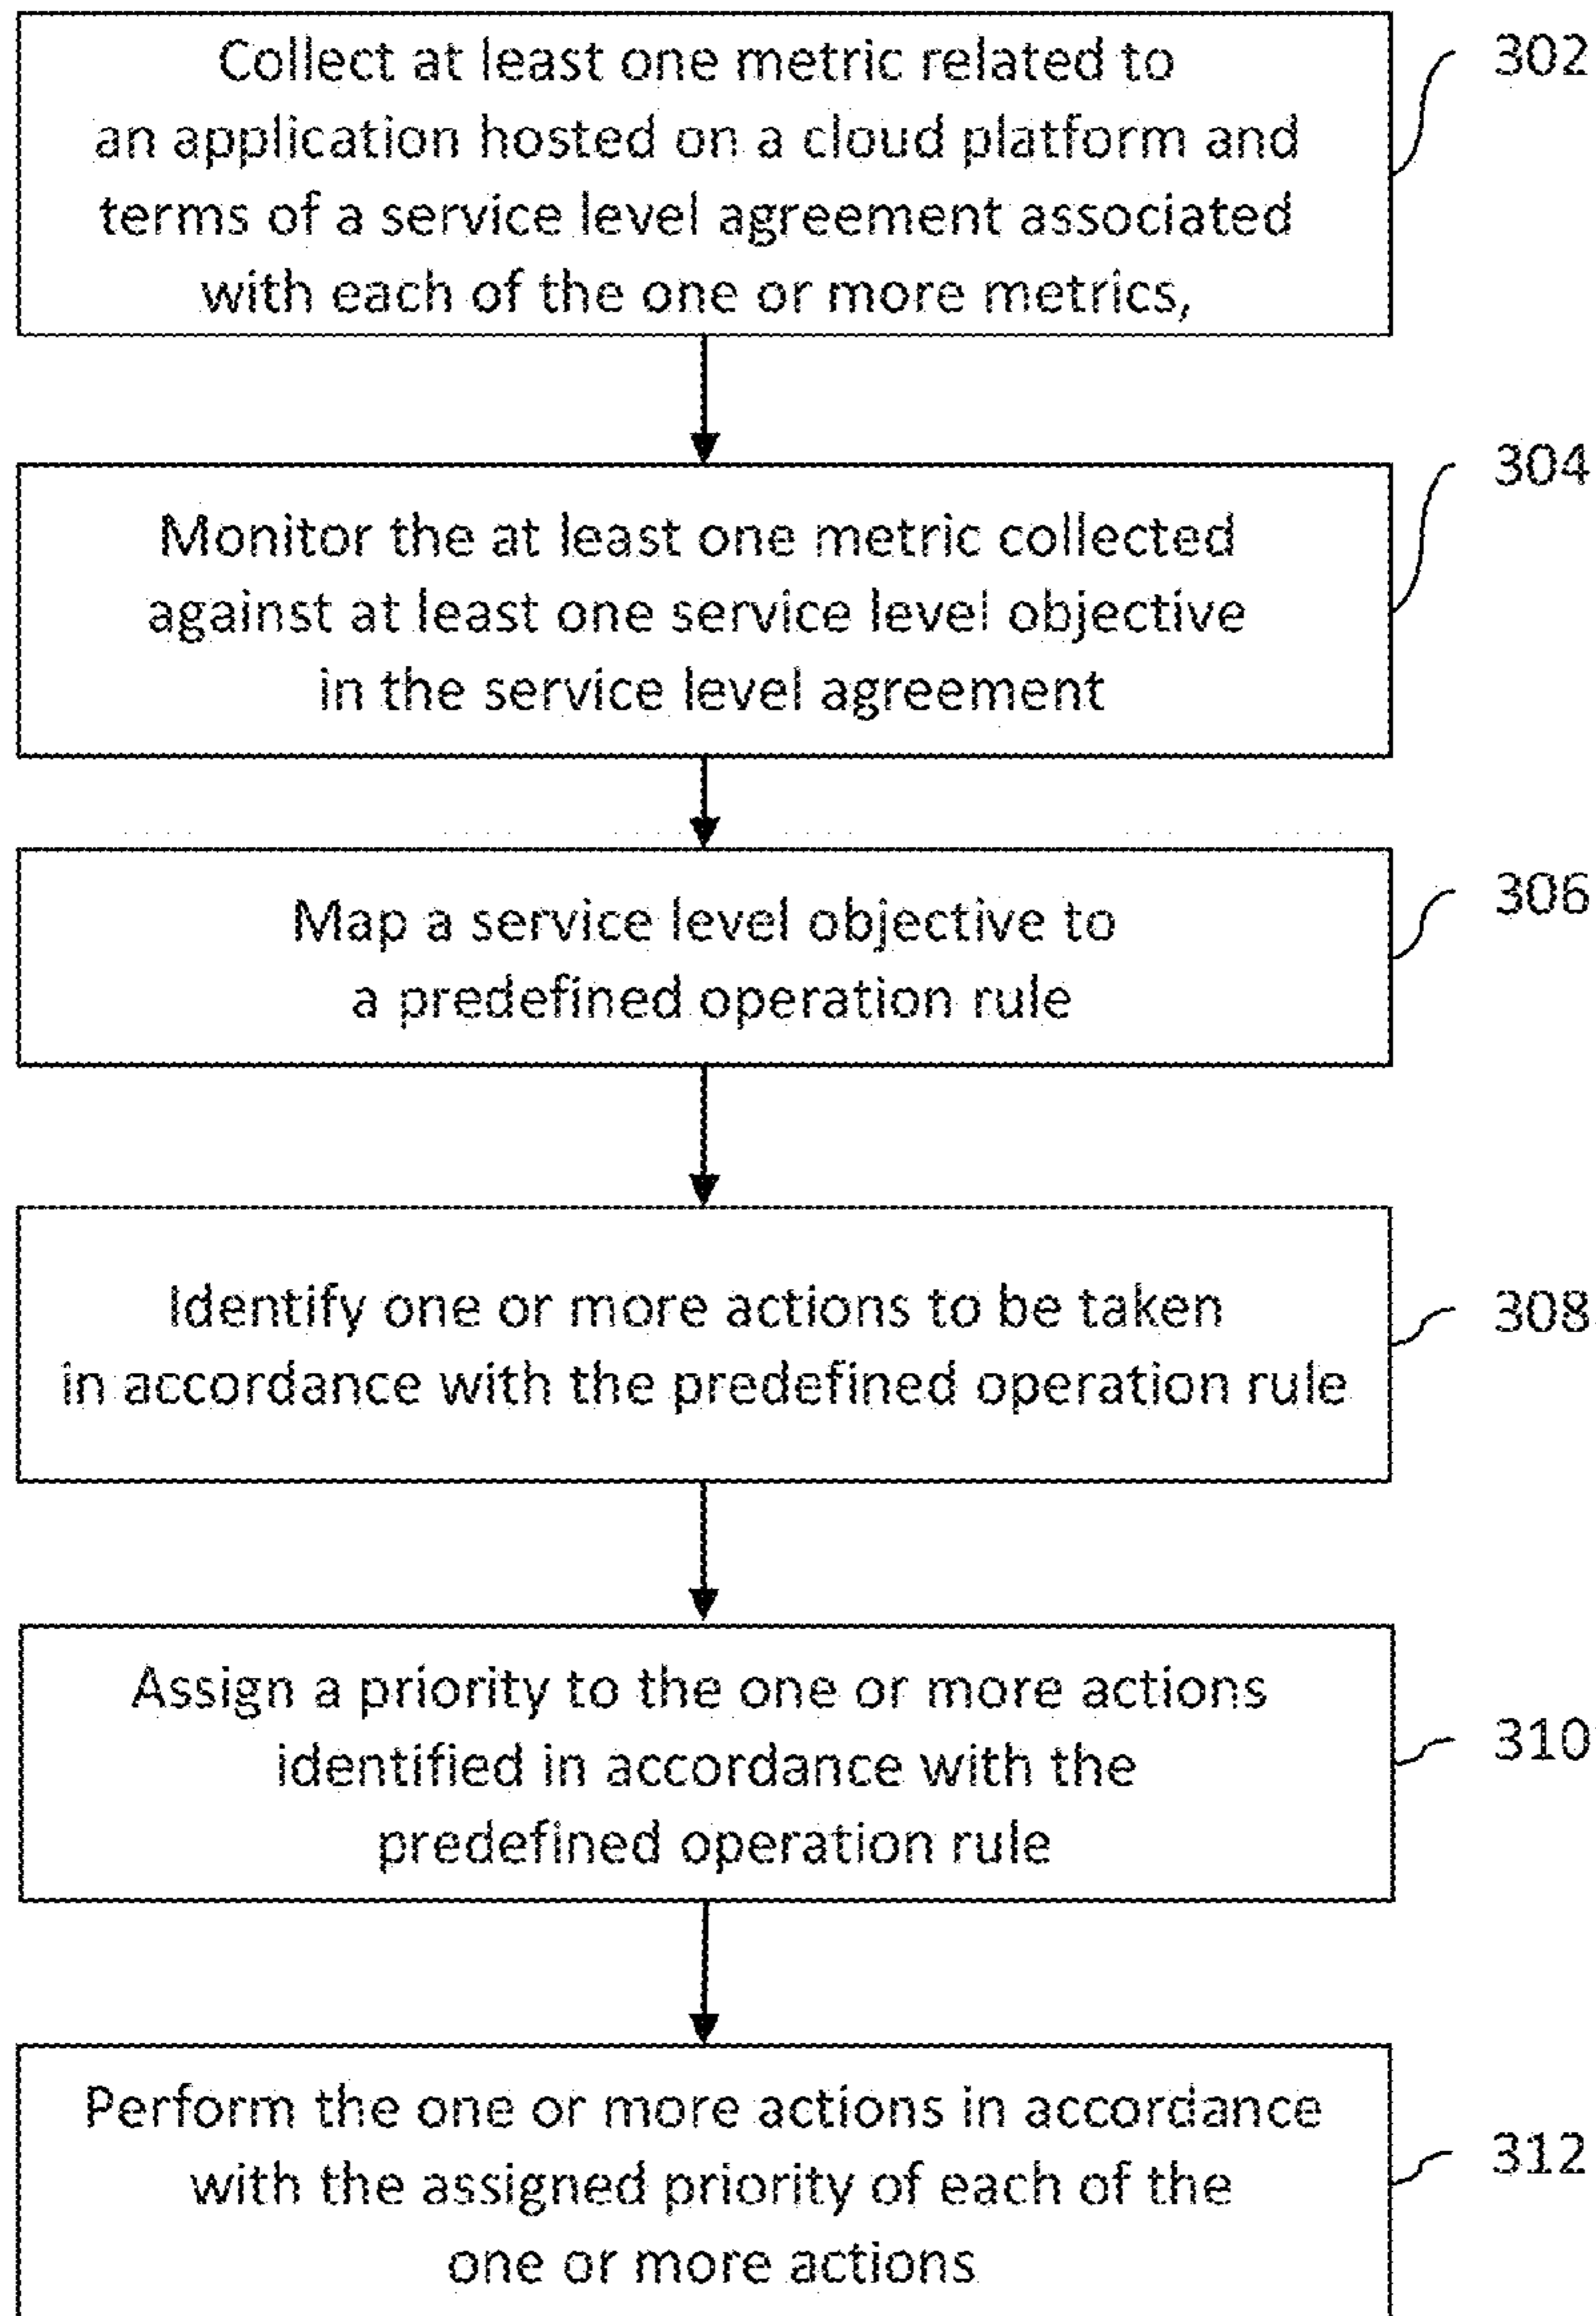 Collect at least one metric related to
an application hosted on a cloud platform and
terms of a service level agreement associated
with each of the one or more metrics,
302
Monitor the at least one metric collected
against at least one service level objective
in the service level agreement
304
Map a service level objective to
a predefined operation rule
306
Identify one or more actions to be taken
in accordance with the predefined operation rule
308
Assign a priority to the one or more actions
identified in accordance with the
predefined operation rule
310
Perform the one or more actions in accordance
with the assigned priority of each of the
one or more actions
312